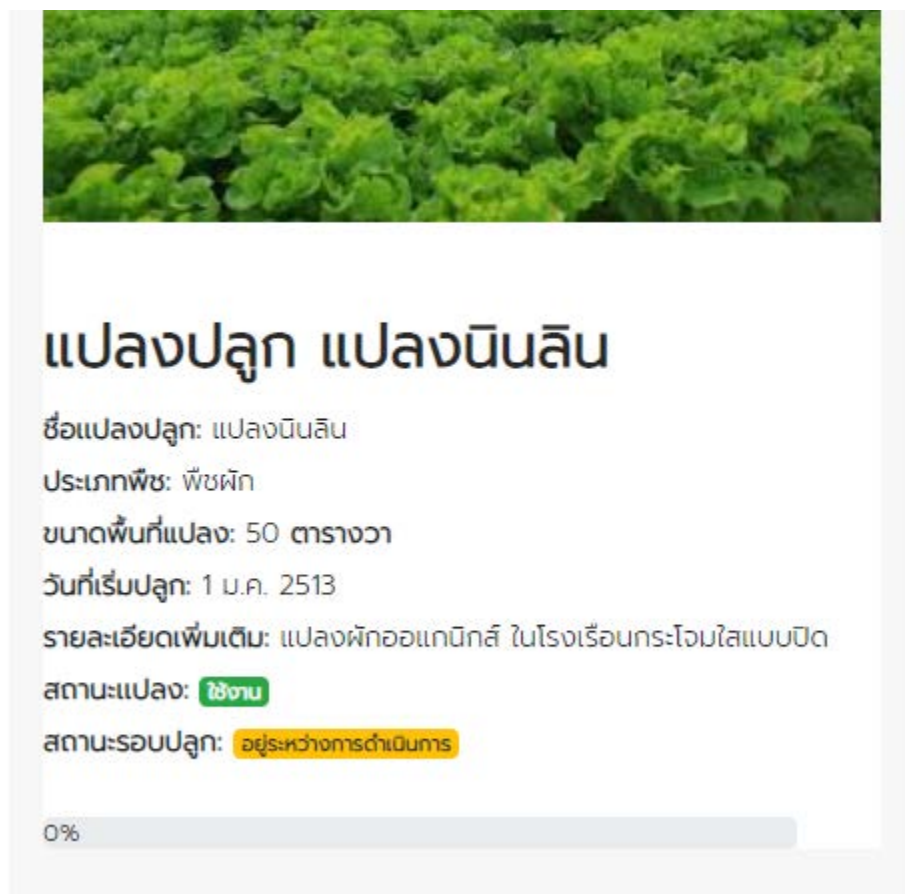 แปลงปลูก แปลงนินลิน
ชื่อแปลงปลูก: แปลงนินลิน
ประเภทพืช: พืชผัก
ขนาดพื้นที่แปลง: 50 ตารางวา
วันที่เริ่มปลูก: 1 ม.ค. 2513
รายละเอียดเพิ่มเติม: แปลงผักออแกนิกส์ ในโรงเรือนกระโจมใสแบบปิด
สถานะแปลง: ใช้งาน
สถานะรอบปลูก: อยู่ระหว่างการดำเนินการ
0%